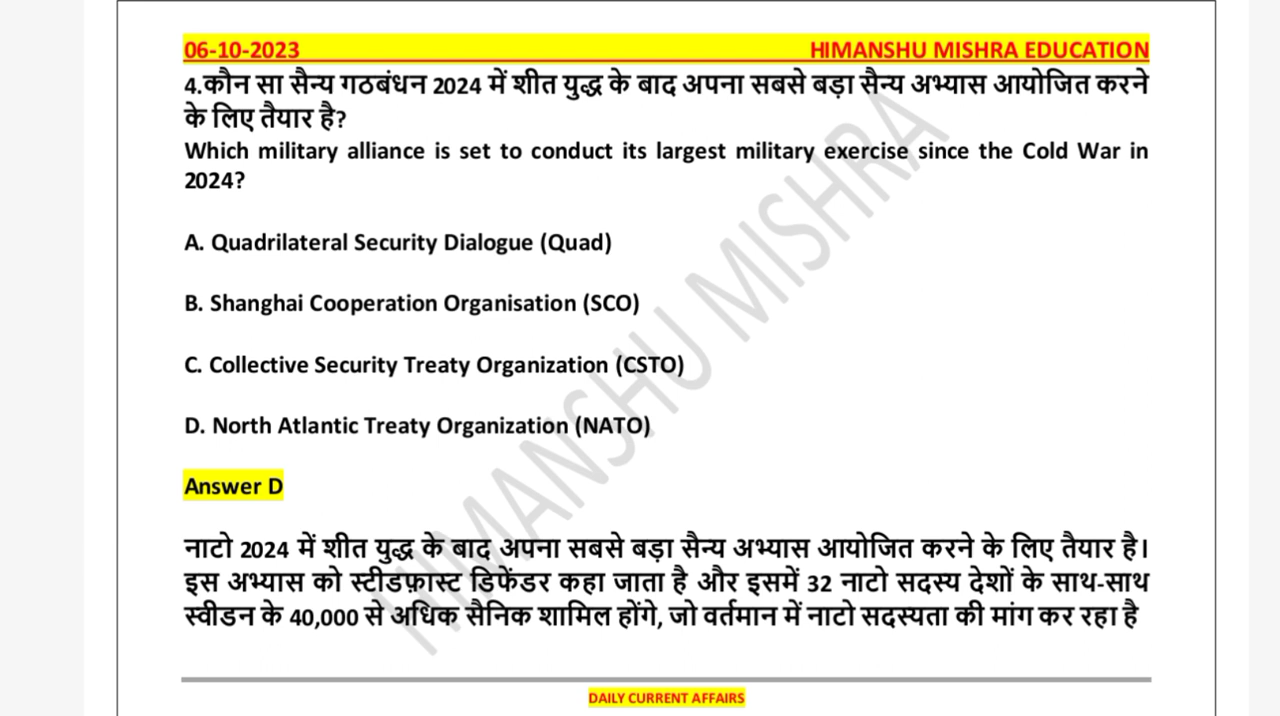 06-10-2023 HIMANSHU MISHRA EDUCATION
4.कौन सा सैन्य गठबंधन 2024 में शीत युद्ध के बाद अपना सबसे बड़ा सैन्य अभ्यास आयोजित करने
के लिए तैयार है?
Which military alliance is set to conduct its largest military exercise since the Cold War in
2024?
A. Quadrilateral Security Dialogue (Quad)
B. Shanghai Cooperation Organisation (SCO)
C. Collective Security Treaty Organization (CSTO)
D. North Atlantic Treaty Organization (NATO)
Answer D
नाटो 2024 में शीत युद्ध के बाद अपना सबसे बड़ा सैन्य अभ्यास आयोजित करने के लिए तैयार है।
इस अभ्यास को स्टीडफ़ास्ट डिफेंडर कहा जाता है और इसमें 32 नाटो सदस्य देशों के साथ-साथ
स्वीडन के 40,000 से अधिक सैनिक शामिल होंगे, जो वर्तमान में नाटो सदस्यता की मांग कर रहा है
DAILY CURRENT AFFAIRS
HIMANSHU MISHRA